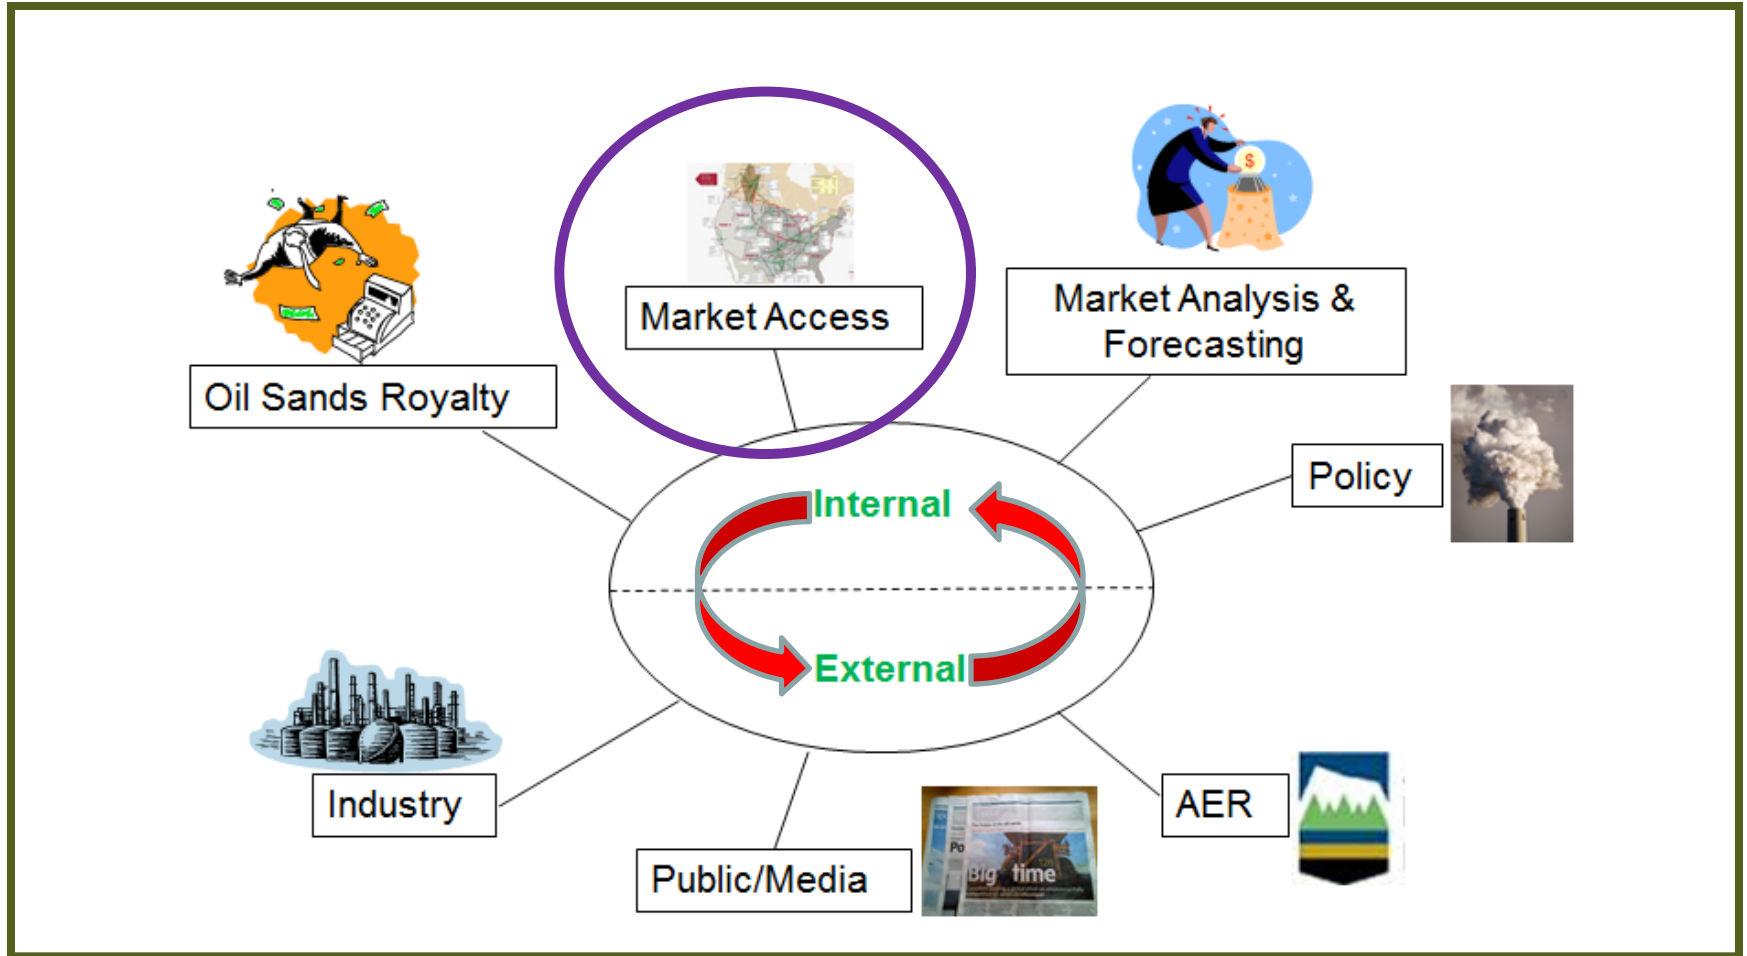 $
Market Access
Market Analysis &
Forecasting
Oil Sands Royalty
Policy
Internal
External
Industry
AER
Public/Media
Big time